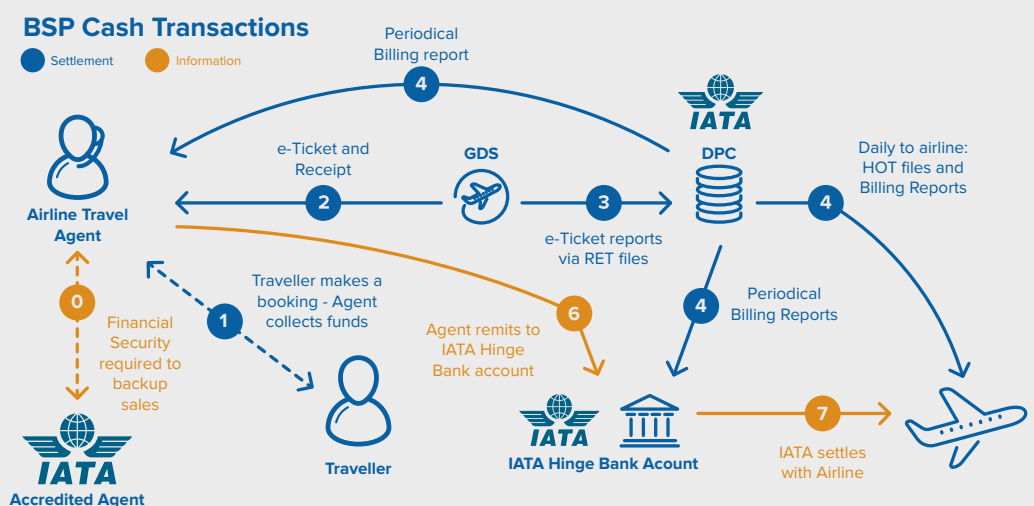 BSP Cash Transactions
Settlement
Information
Periodical
Billing report
4
IATA
DPC
Daily to airline:
HOT files and
Billing Reports
4
e-Ticket and
Receipt
2
GDS
3
e-Ticket reports
via RET files
Airline Travel
Agent
0
Financial
Security
required to
backup
sales
1
Traveller makes a
booking - Agent
collects funds
6
Agent remits to
IATA Hinge
Bank account
4
Periodical
Billing Reports
IATA
Accredited Agent
Traveller
IATA
IATA Hinge Bank Acount
7
IATA settles
with Airline